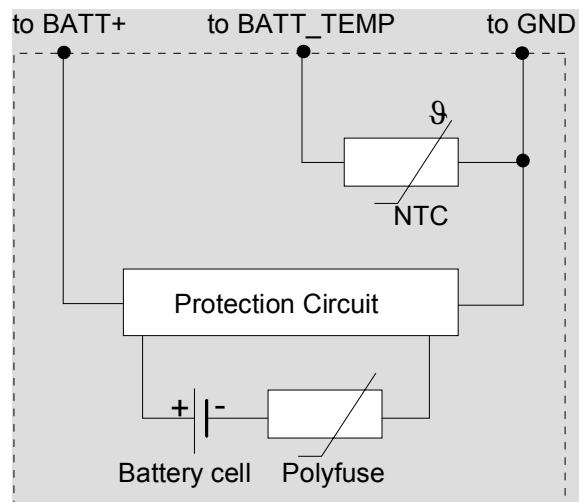 to BATT+ to BATT_TEMP to GND
ϑ
NTC
Protection Circuit
+ -
Battery cell Polyfuse